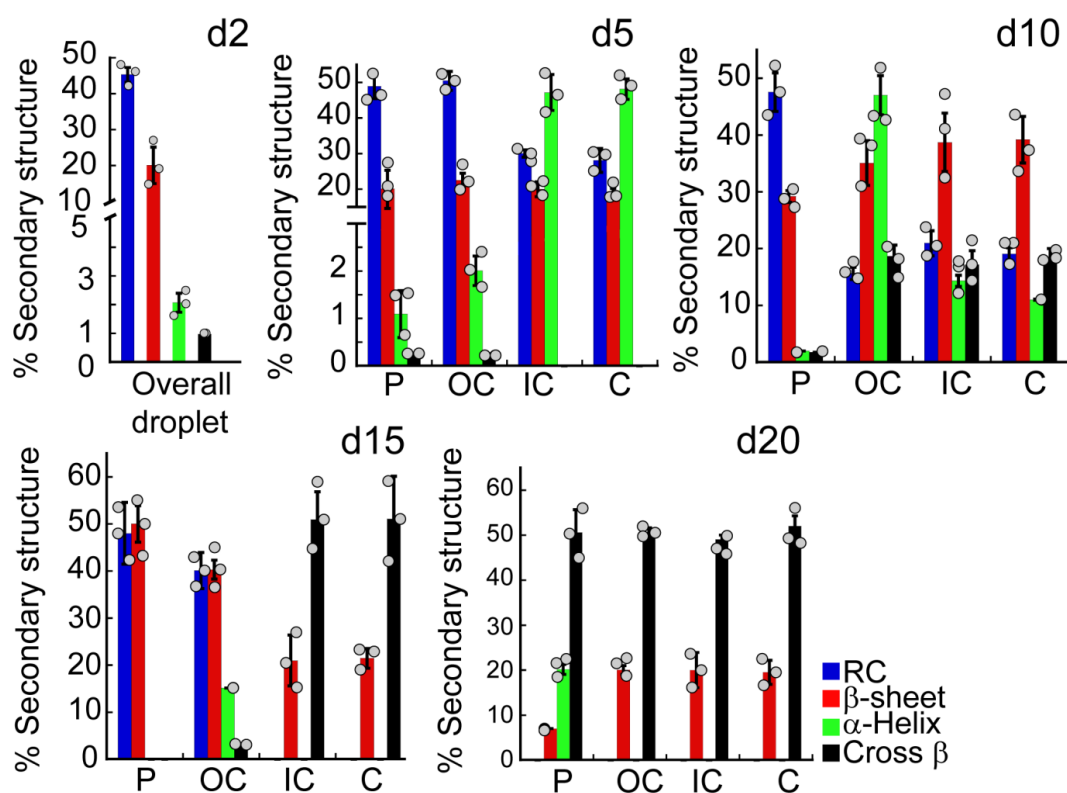 d2
% Secondary structure
50
40
30
20
10
5
3
2
1
0
Overall
droplet
d5
% Secondary structure
50
40
30
20
2
1
0
P OC IC C
d10
% Secondary structure
50
40
30
20
10
0
P OC IC C
d15
% Secondary structure
60
50
40
30
20
10
0
P OC IC C
d20
% Secondary structure
60
50
40
30
20
10
0
P OC IC C
RC
β-sheet
α-Helix
Cross β